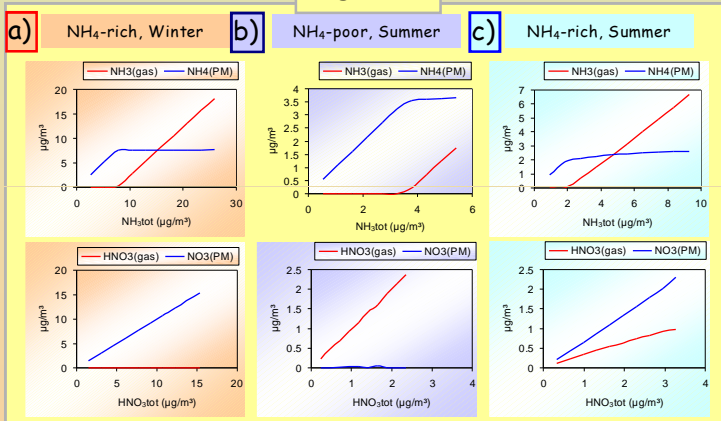 a) NH₄-rich, Winter
b) NH₄-poor, Summer
c) NH₄-rich, Summer
NH3(gas) NH4(PM)
20
15
10
5
0
µg/m³
0 10 20 30
NH₃tot (µg/m³)
NH3(gas) NH4(PM)
4
3.5
3
2.5
2
1.5
1
0.5
0
µg/m³
0 2 4 6
NH₃tot (µg/m³)
NH3(gas) NH4(PM)
7
6
5
4
3
2
1
0
µg/m³
0 2 4 6 8 10
NH₃tot (µg/m³)
HNO3(gas) NO3(PM)
20
15
10
5
0
µg/m³
0 5 10 15 20
HNO₃tot (µg/m³)
HNO3(gas) NO3(PM)
2.5
2
1.5
1
0.5
0
µg/m³
0 1 2 3 4
HNO₃tot (µg/m³)
HNO3(gas) NO3(PM)
2.5
2
1.5
1
0.5
0
µg/m³
0 1 2 3 4
HNO₃tot (µg/m³)